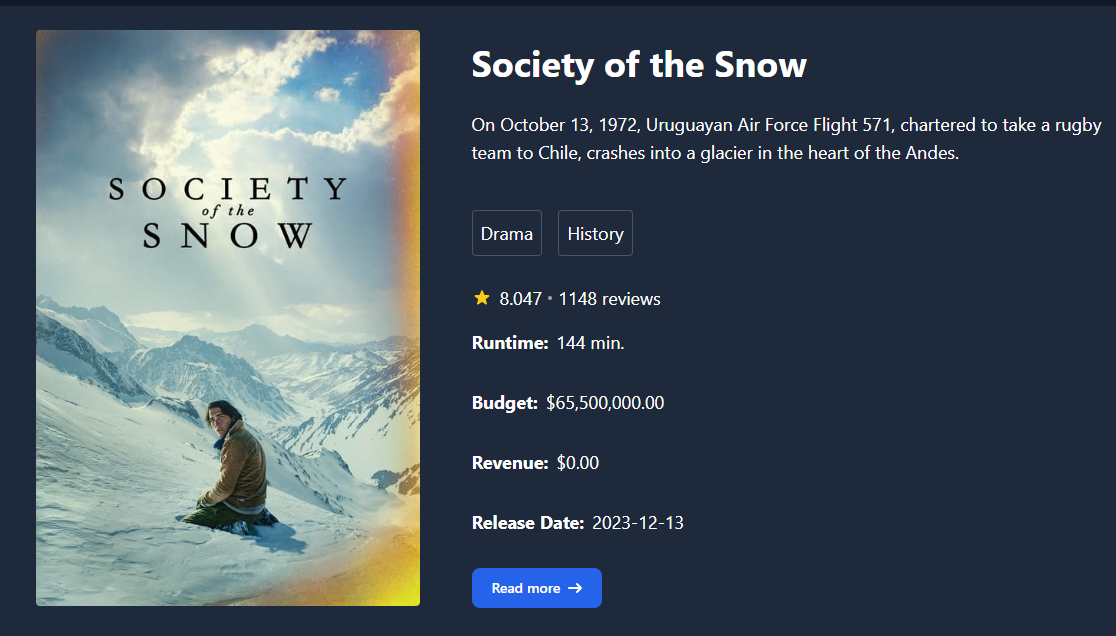 SOCIETY
of the
SNOW
Society of the Snow
On October 13, 1972, Uruguayan Air Force Flight 571, chartered to take a rugby
team to Chile, crashes into a glacier in the heart of the Andes.
Drama History
8.047 • 1148 reviews
Runtime: 144 min.
Budget: $65,500,000.00
Revenue: $0.00
Release Date: 2023-12-13
Read more →